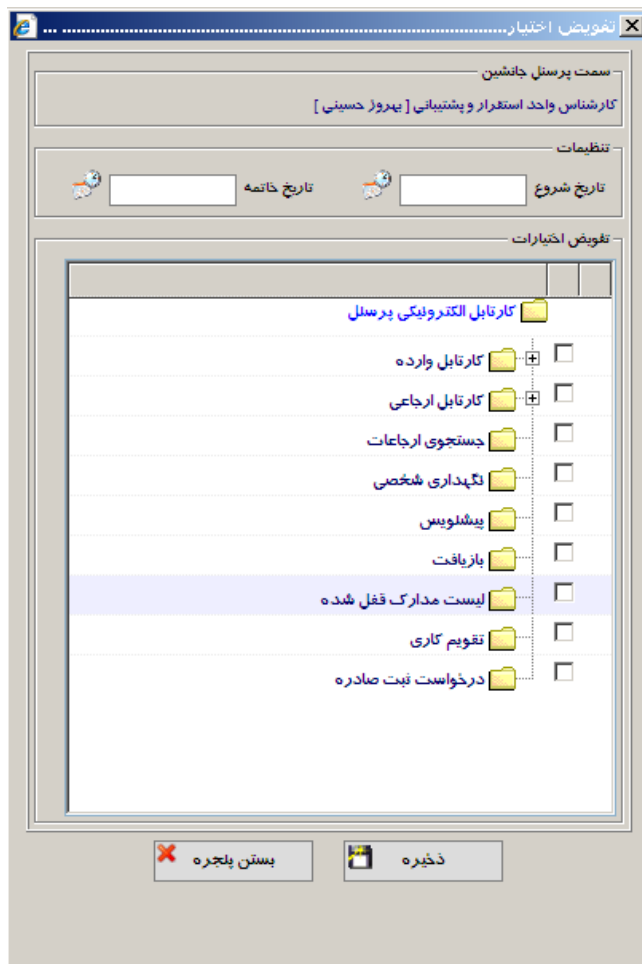 تفویض اختیار........................................................................................ ...
سمت پرسنل جانشین
کارشناس واحد استقرار و پشتیبانی [ بهروز حسینی ]
تنظیمات
تاریخ شروع
تاریخ خاتمه
تفویض اختیارات
کارتابل الکترونیکی پرسنل
کارتابل وارده
کارتابل ارجاعی
جستجوی ارجاعات
نگهداری شخصی
پیشنویس
بازیافت
لیست مدارک قفل شده
تقویم کاری
درخواست ثبت صادره
ذخیره
بستن پنجره